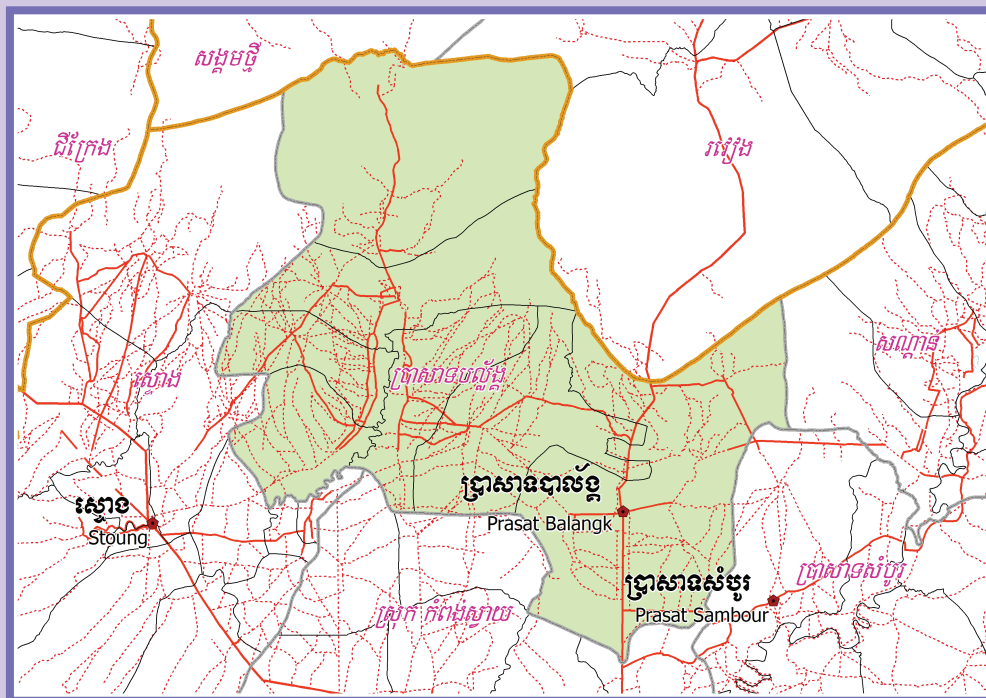 សង្គមថ្មី
ជីក្រែង
រវៀង
សណ្ដាន់
ស្ទោង
ប្រាសាទបល្ល័ង្គ
ប្រាសាទបាល័ង្គ
Prasat Balangk
ស្ទោង
Stoung
ប្រាសាទសំបូរ
ប្រាសាទសំបូរ
Prasat Sambour
ស្រុក កំពង់ស្វាយ